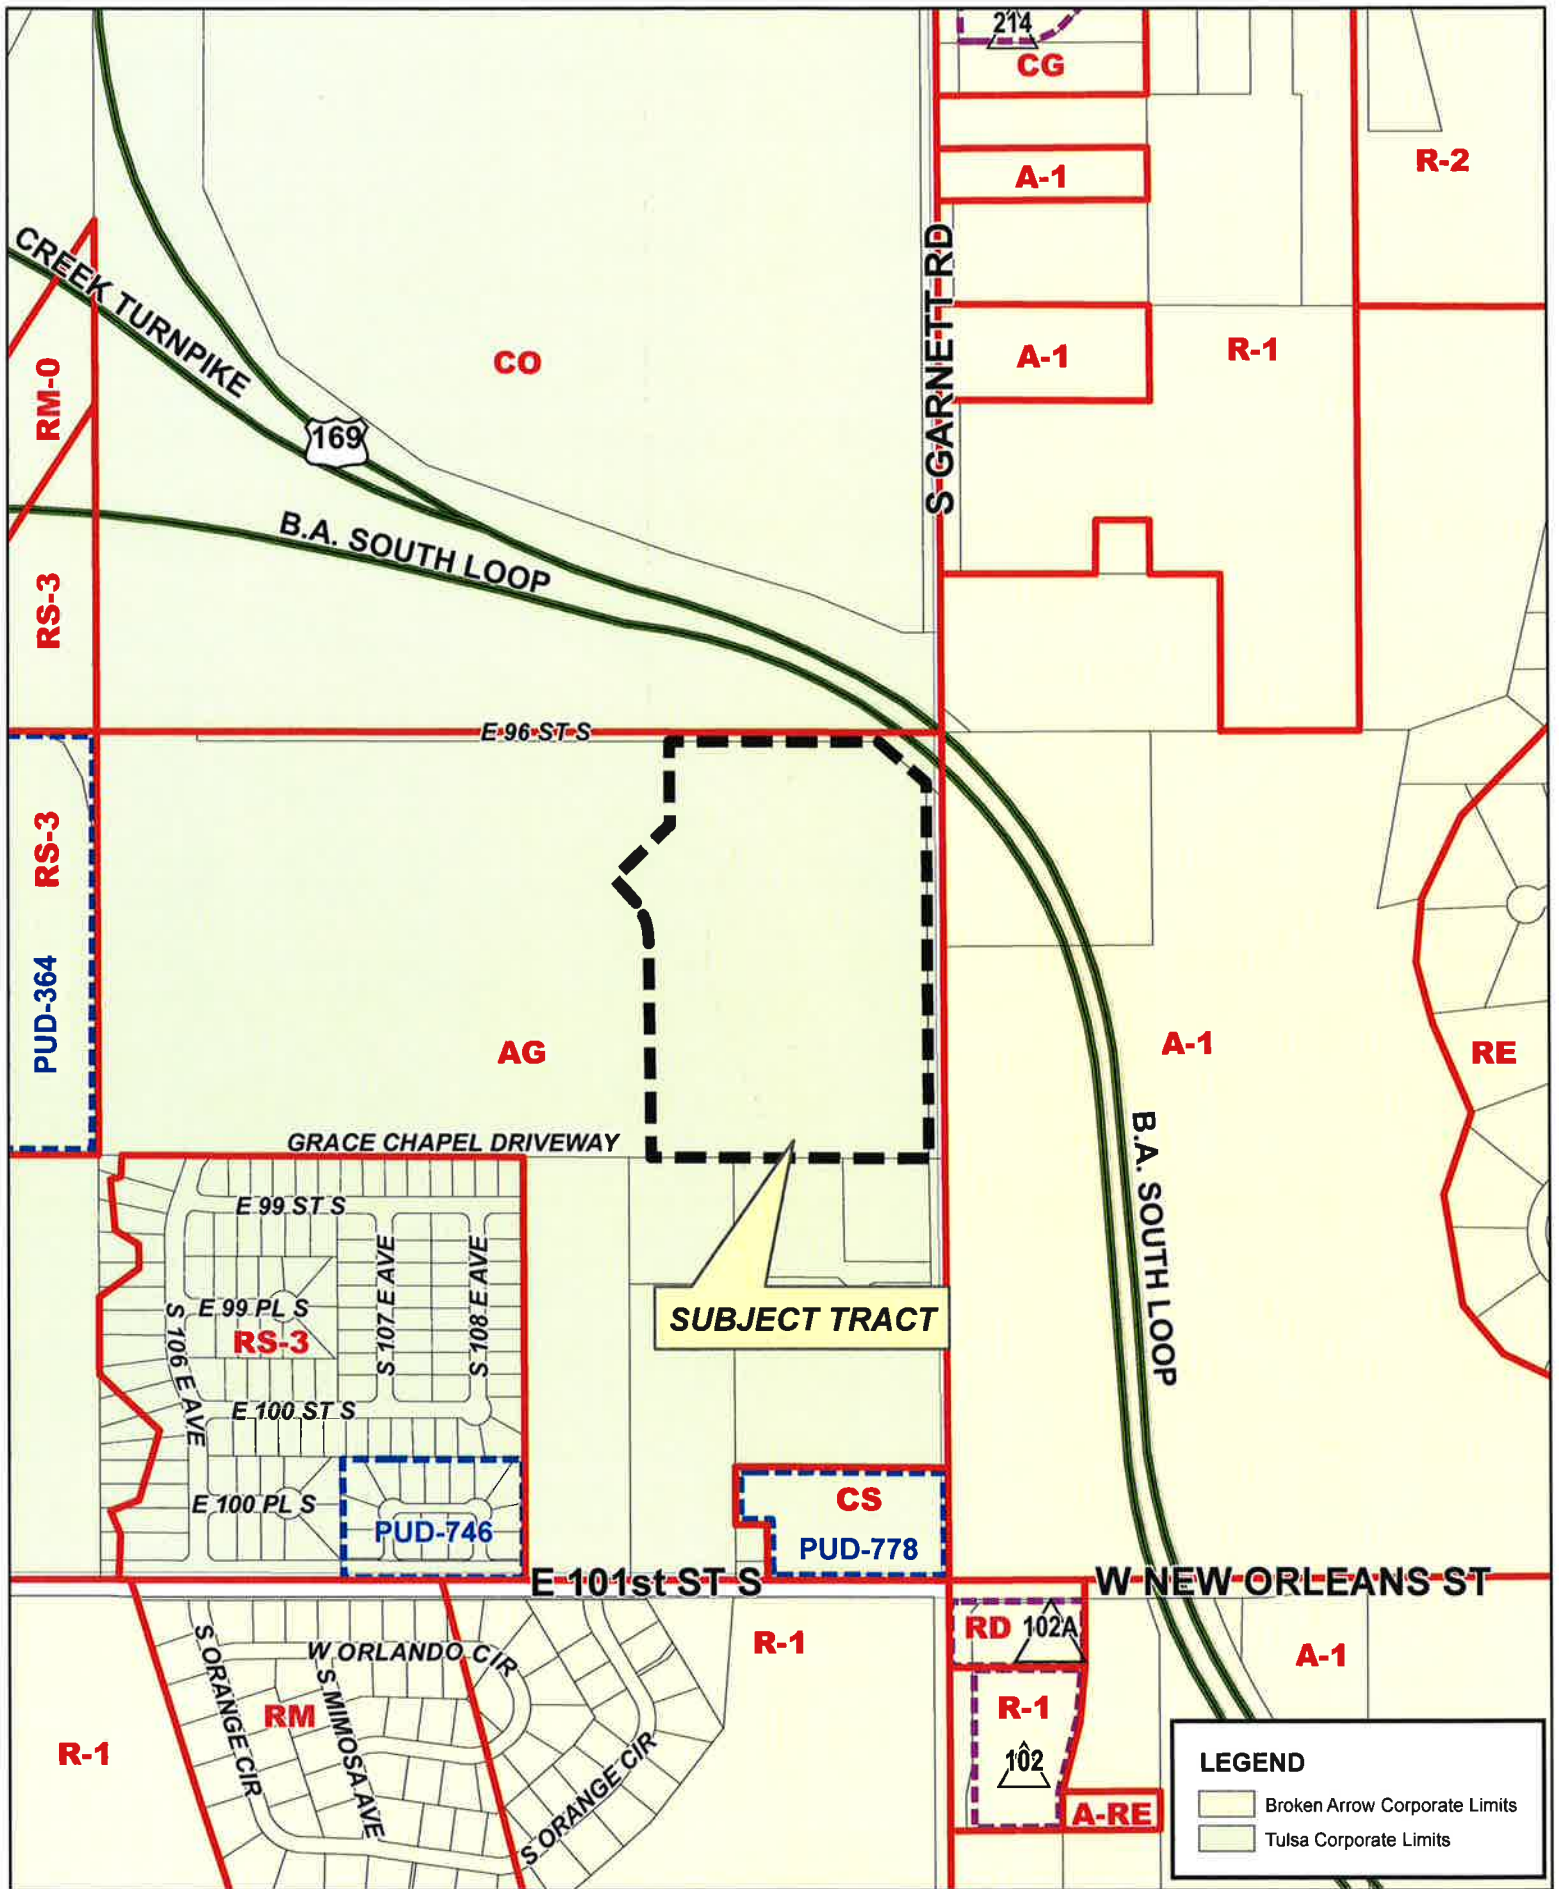 214
CG
A-1
R-2
CREEK TURNPIKE
S GARNETT RD
CO
A-1
R-1
RM-0
169
B.A. SOUTH LOOP
RS-3
E 96 ST S
RS-3
PUD-364
AG
A-1
RE
B.A. SOUTH LOOP
GRACE CHAPEL DRIVEWAY
E 99 ST S
S 107 E AVE
S 108 E AVE
S 106 E AVE
E 99 PL S
RS-3
SUBJECT TRACT
E 100 ST S
E 100 PL S
PUD-746
CS
PUD-778
E 101st ST S
W NEW ORLEANS ST
RD
102A
R-1
A-1
W ORLANDO CIR
S ORANGE CIR
S MIMOSA AVE
RM
R-1
R-1
102
S ORANGE CIR
A-RE
LEGEND
Broken Arrow Corporate Limits
Tulsa Corporate Limits